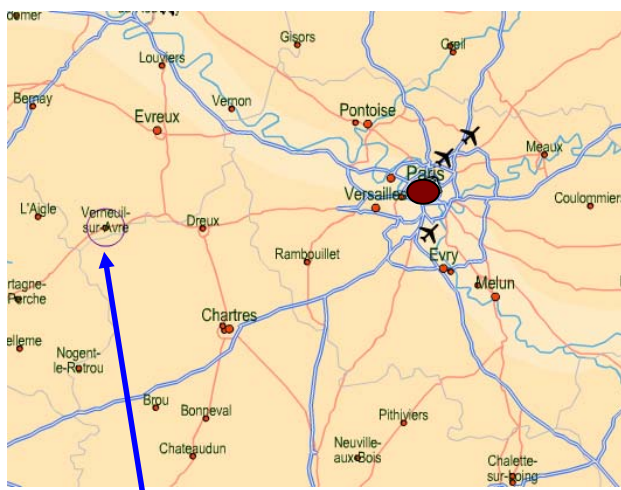 Gisors
Creil
Louviers
Bernay
Vernon
Pontoise
Evreux
Meaux
Paris
Versailles
Coulommiers
L'Aigle
Verneuil-
sur-Avre
Dreux
Rambouillet
Evry
Melun
Chartres
Nogent-
le-Rotrou
Brou
Bonneval
Pithiviers
Chateaudun
Neuville-
aux-Bois
Chalette-
sur-Loing